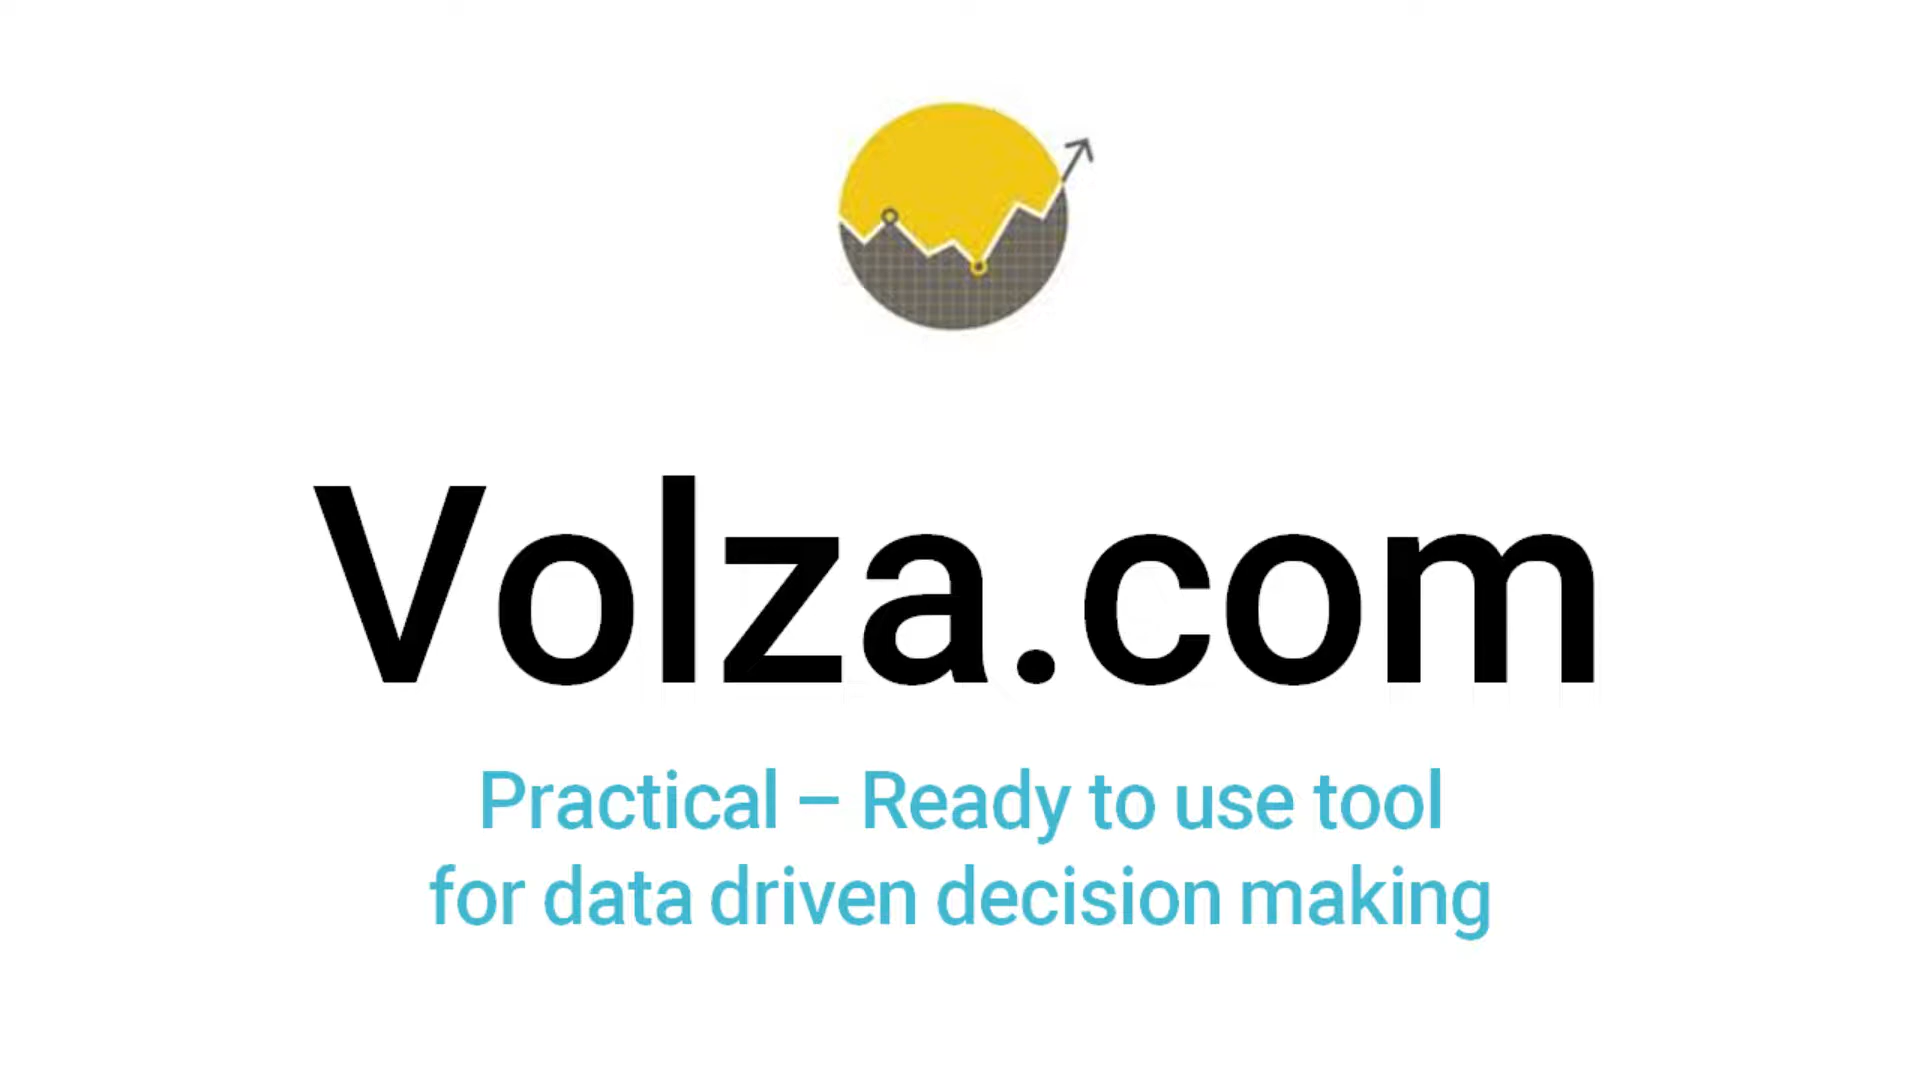 Volza.com
Practical – Ready to use tool
for data driven decision making